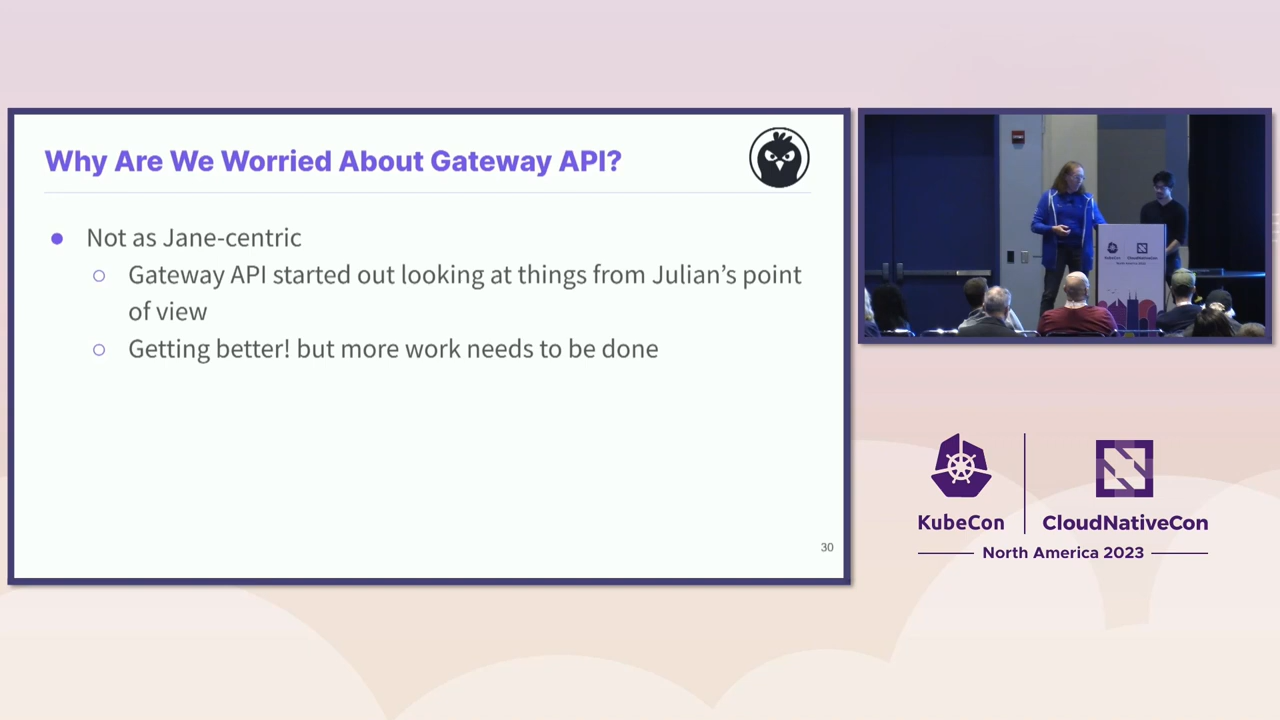 Why Are We Worried About Gateway API?
Not as Jane-centric
Gateway API started out looking at things from Julian's point
of view
Getting better! but more work needs to be done
30
KubeCon
CloudNativeCon
North America 2023